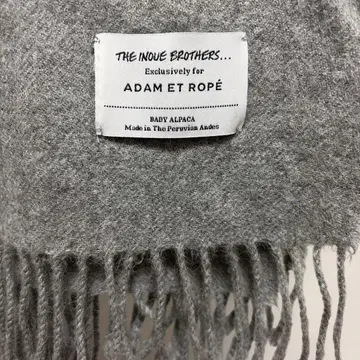 THE INOUE BROTHERS...
Exclusively for
ADAM ET ROPÉ
BABY ALPACA
Made in The Peruvian Andes